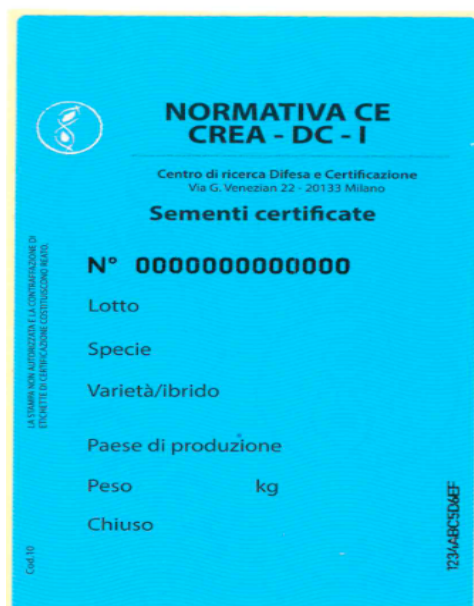 NORMATIVA CE
CREA - DC - I
Centro di ricerca Difesa e Certificazione
Via G. Venezian 22 - 20133 Milano
Sementi certificate
N° 0000000000000
Lotto
Specie
Varietà/ibrido
Paese di produzione
Peso kg
Chiuso
LA STAMPA NON AUTORIZZATA E LA CONTRAFFAZIONE DI
ETICHETTE DI CERTIFICAZIONE COSTITUISCONO REATO.
Cod.10
1234ABC5D6EF